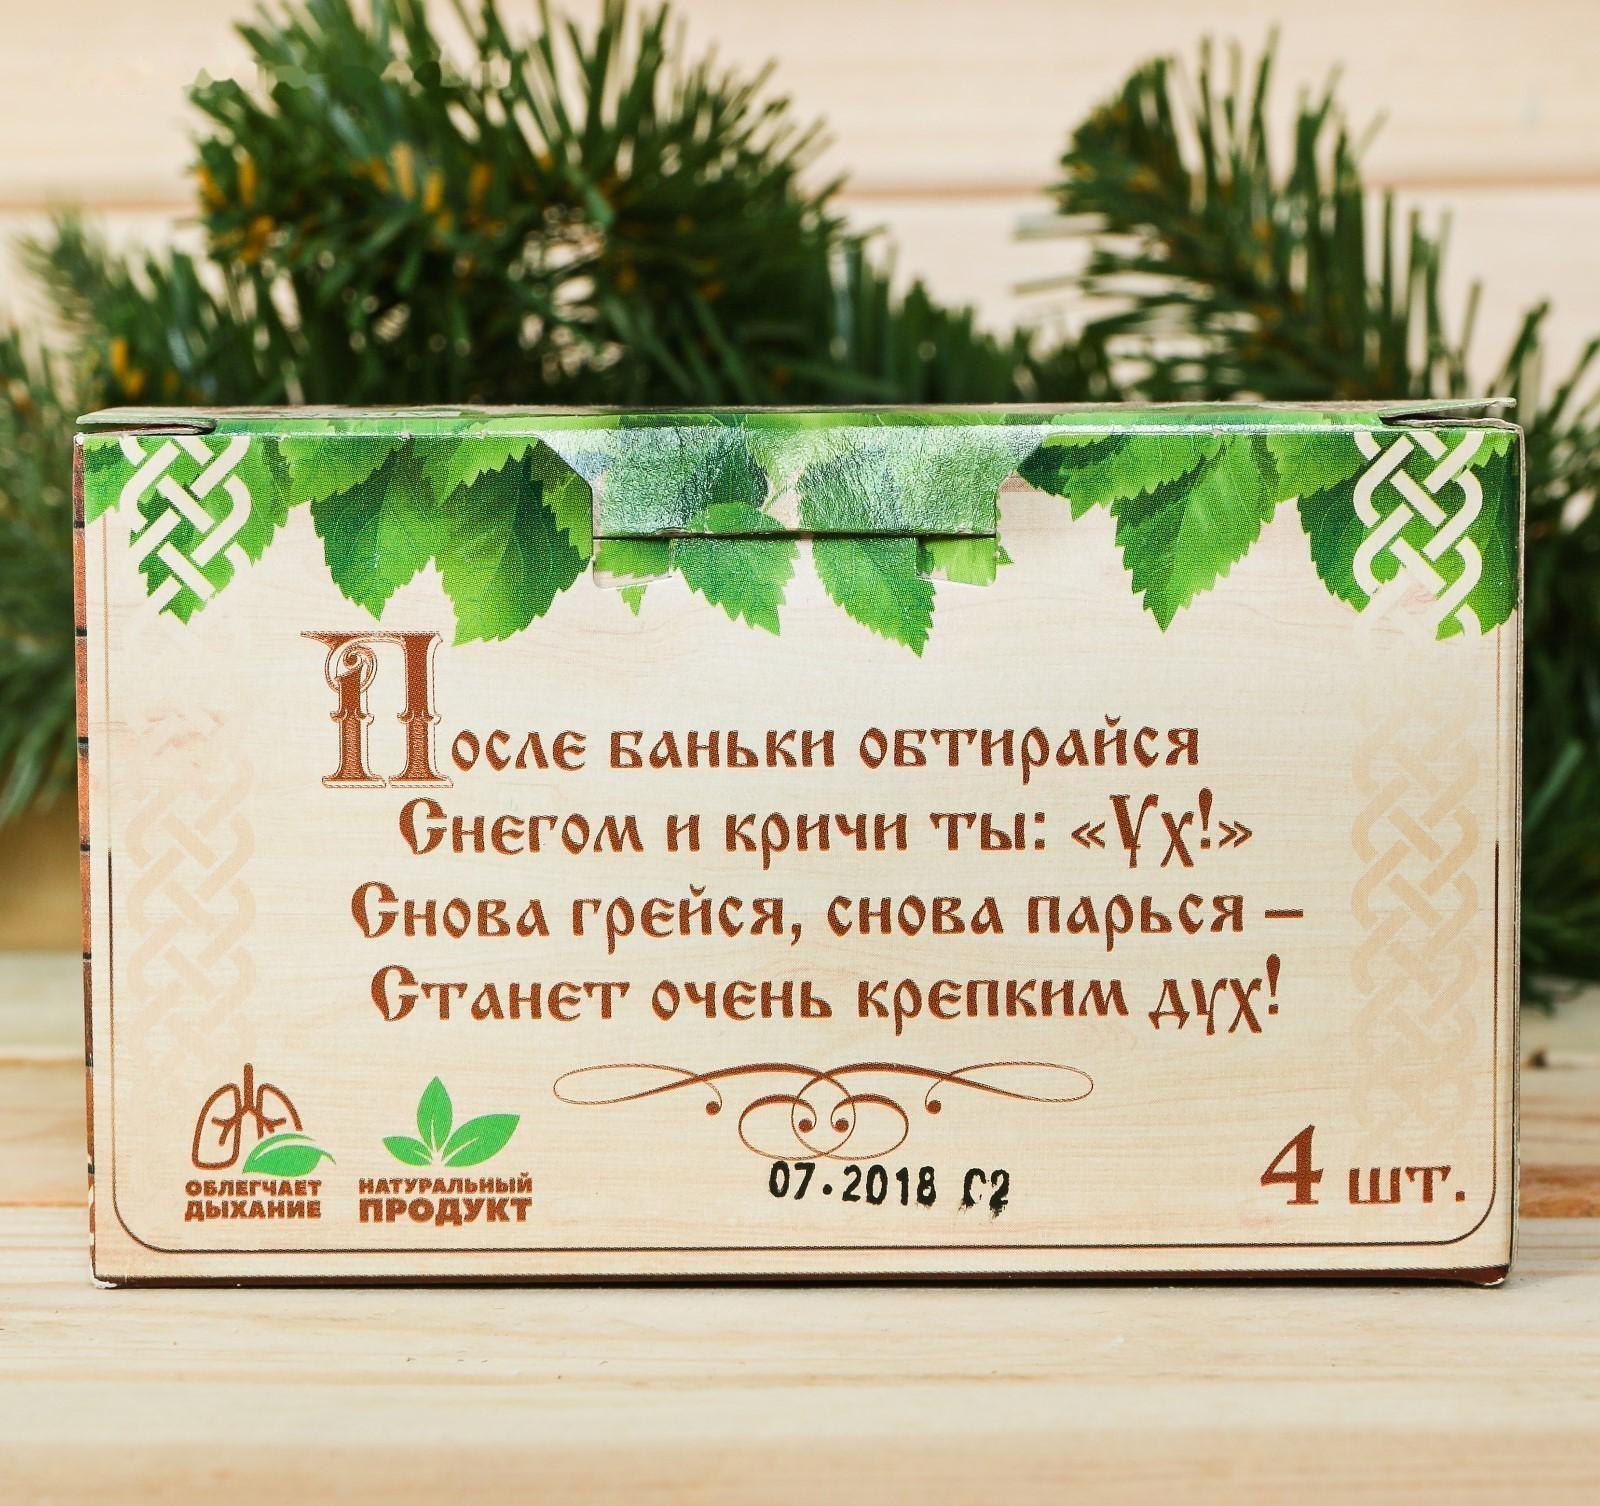 После баньки обтирайся
Снегом и кричи ты: «Ух!»
Снова грейся, снова парься –
Станет очень крепким дух!
ОБЛЕГЧАЕТ
ДЫХАНИЕ
НАТУРАЛЬНЫЙ
ПРОДУКТ
07.2018
4 шт.